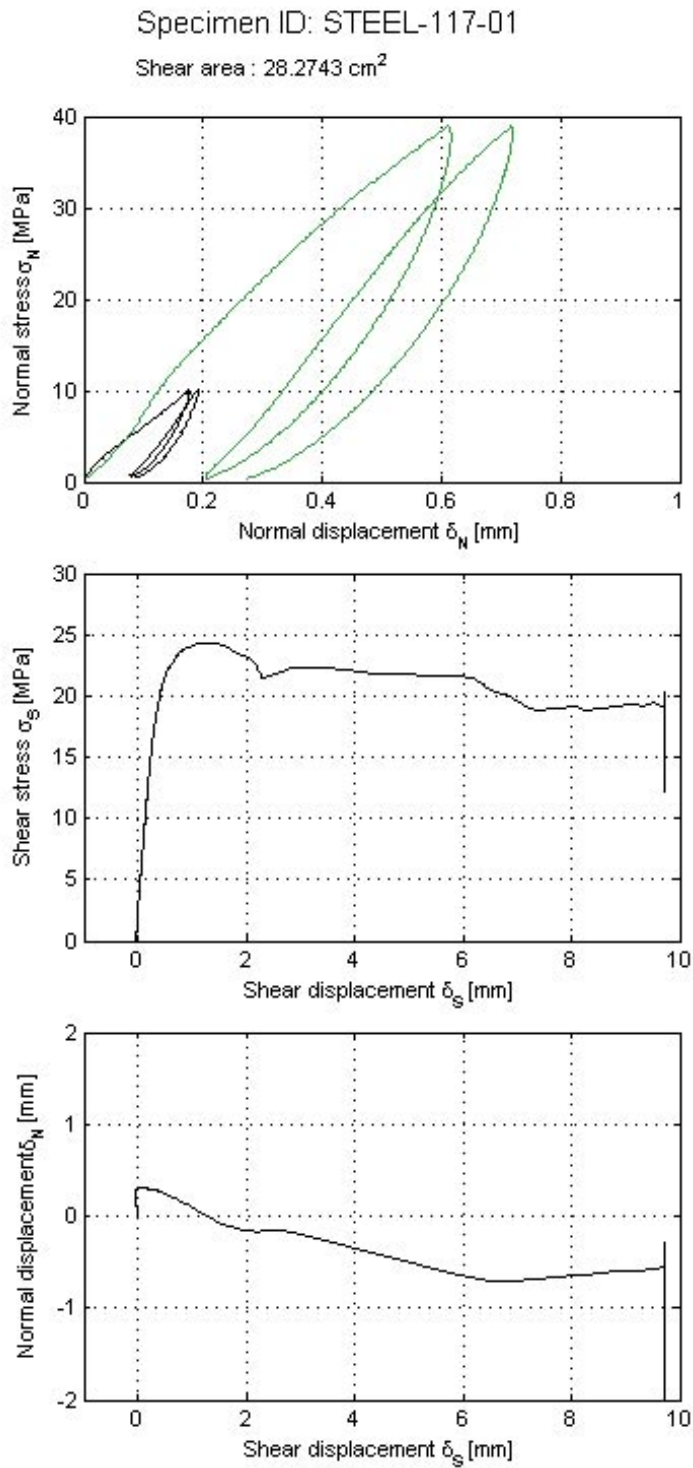 Specimen ID: STEEL-117-01
Shear area : 28.2743 cm²
40
30
20
10
0
Normal stress σN [MPa]
0 0.2 0.4 0.6 0.8 1
Normal displacement δN [mm]
30
25
20
15
10
5
0
Shear stress σS [MPa]
0 2 4 6 8 10
Shear displacement δS [mm]
2
1
0
-1
-2
Normal displacement δN [mm]
0 2 4 6 8 10
Shear displacement δS [mm]